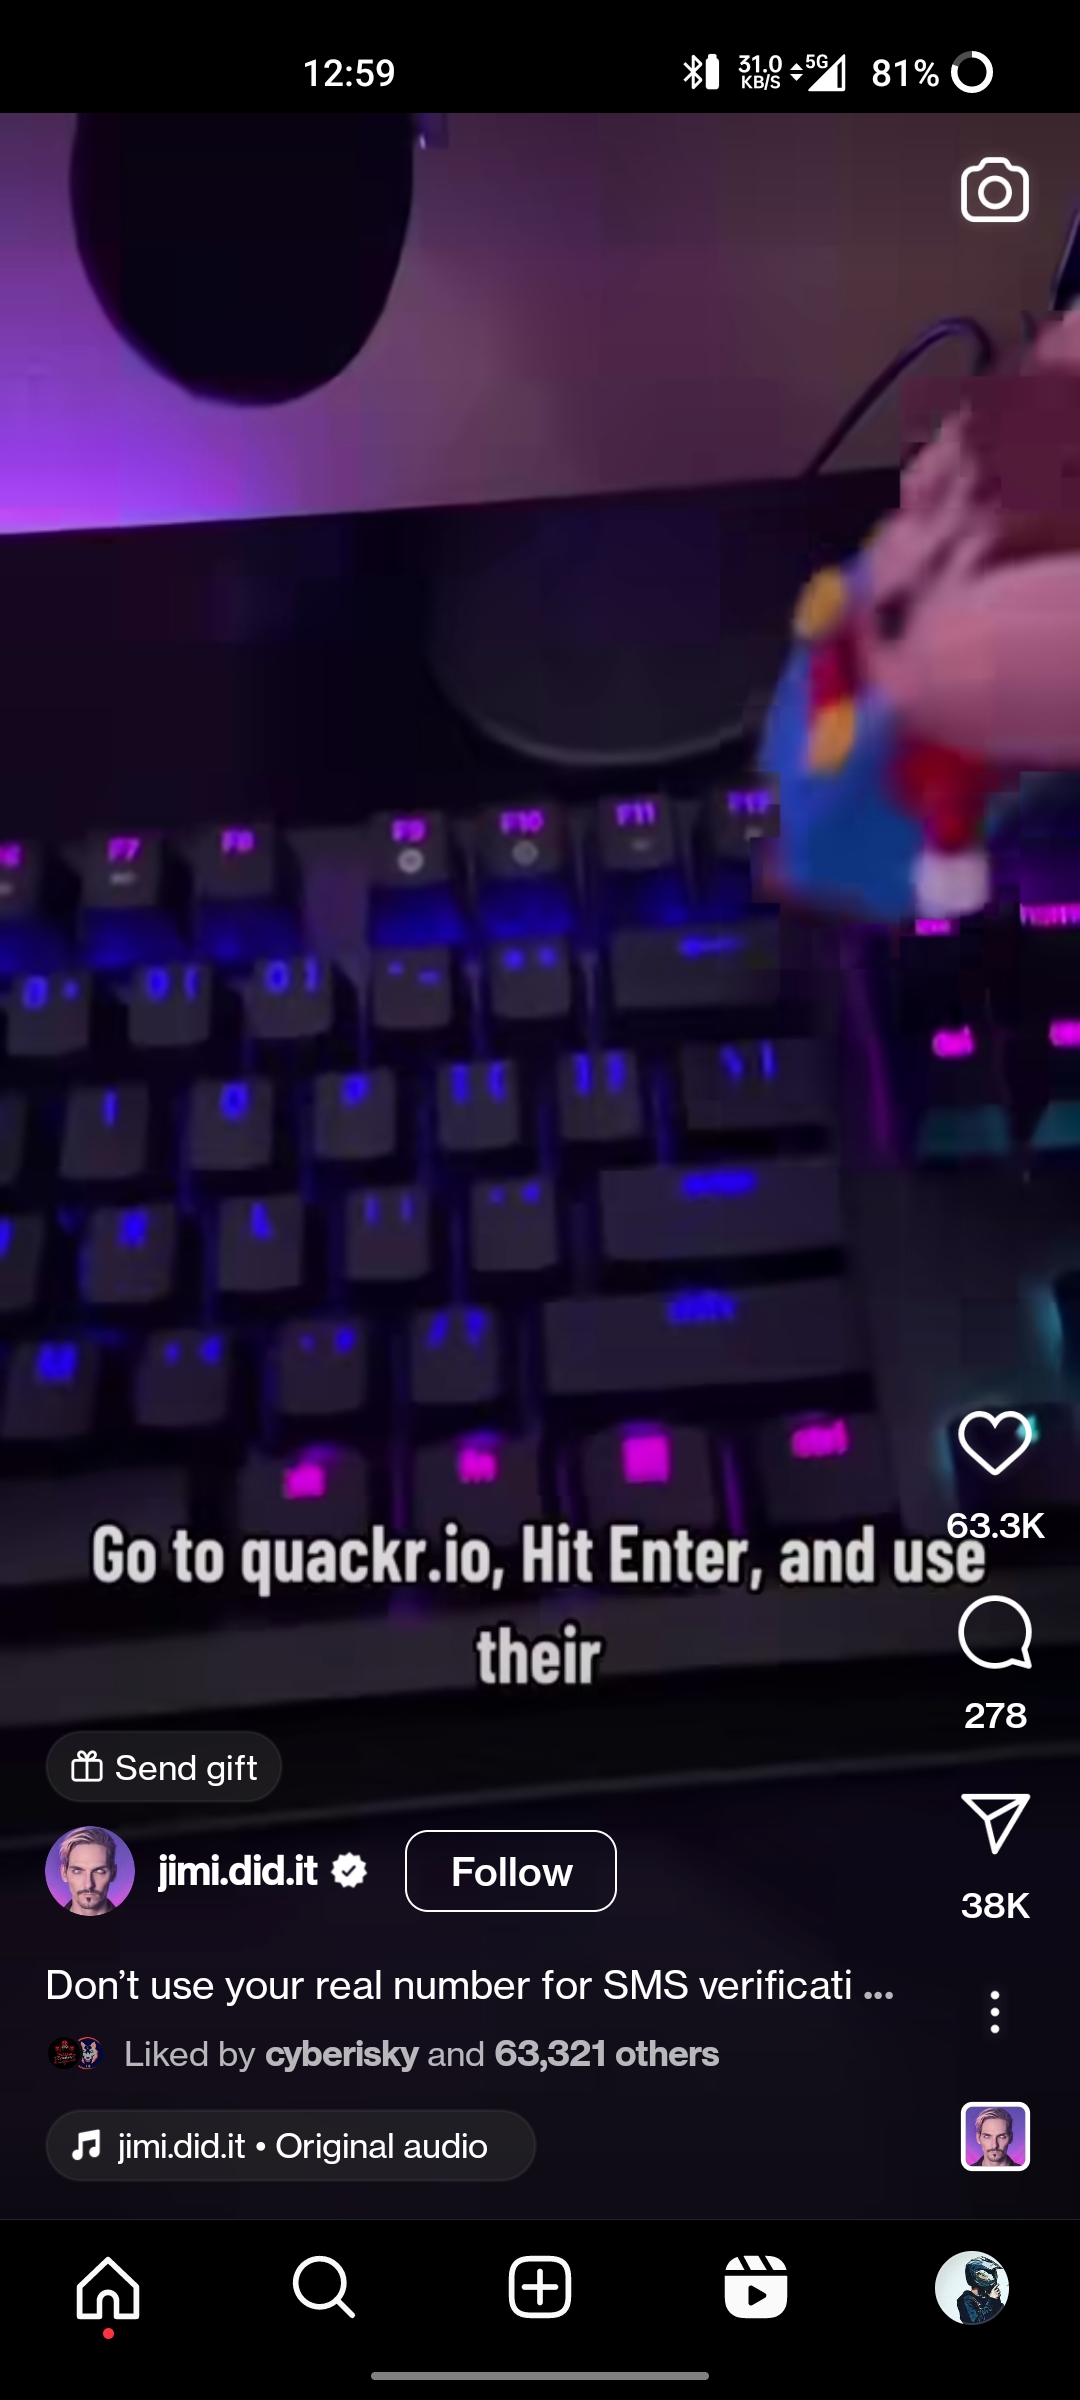 12:59
31.0
KB/S
5G
81%
F7
F8
F9
F10
F11
F12
Go to quackr.io, Hit Enter, and use
their
63.3K
278
Send gift
jimi.did.it
Follow
38K
Don’t use your real number for SMS verificati ...
Liked by cyberisky and 63,321 others
jimi.did.it • Original audio